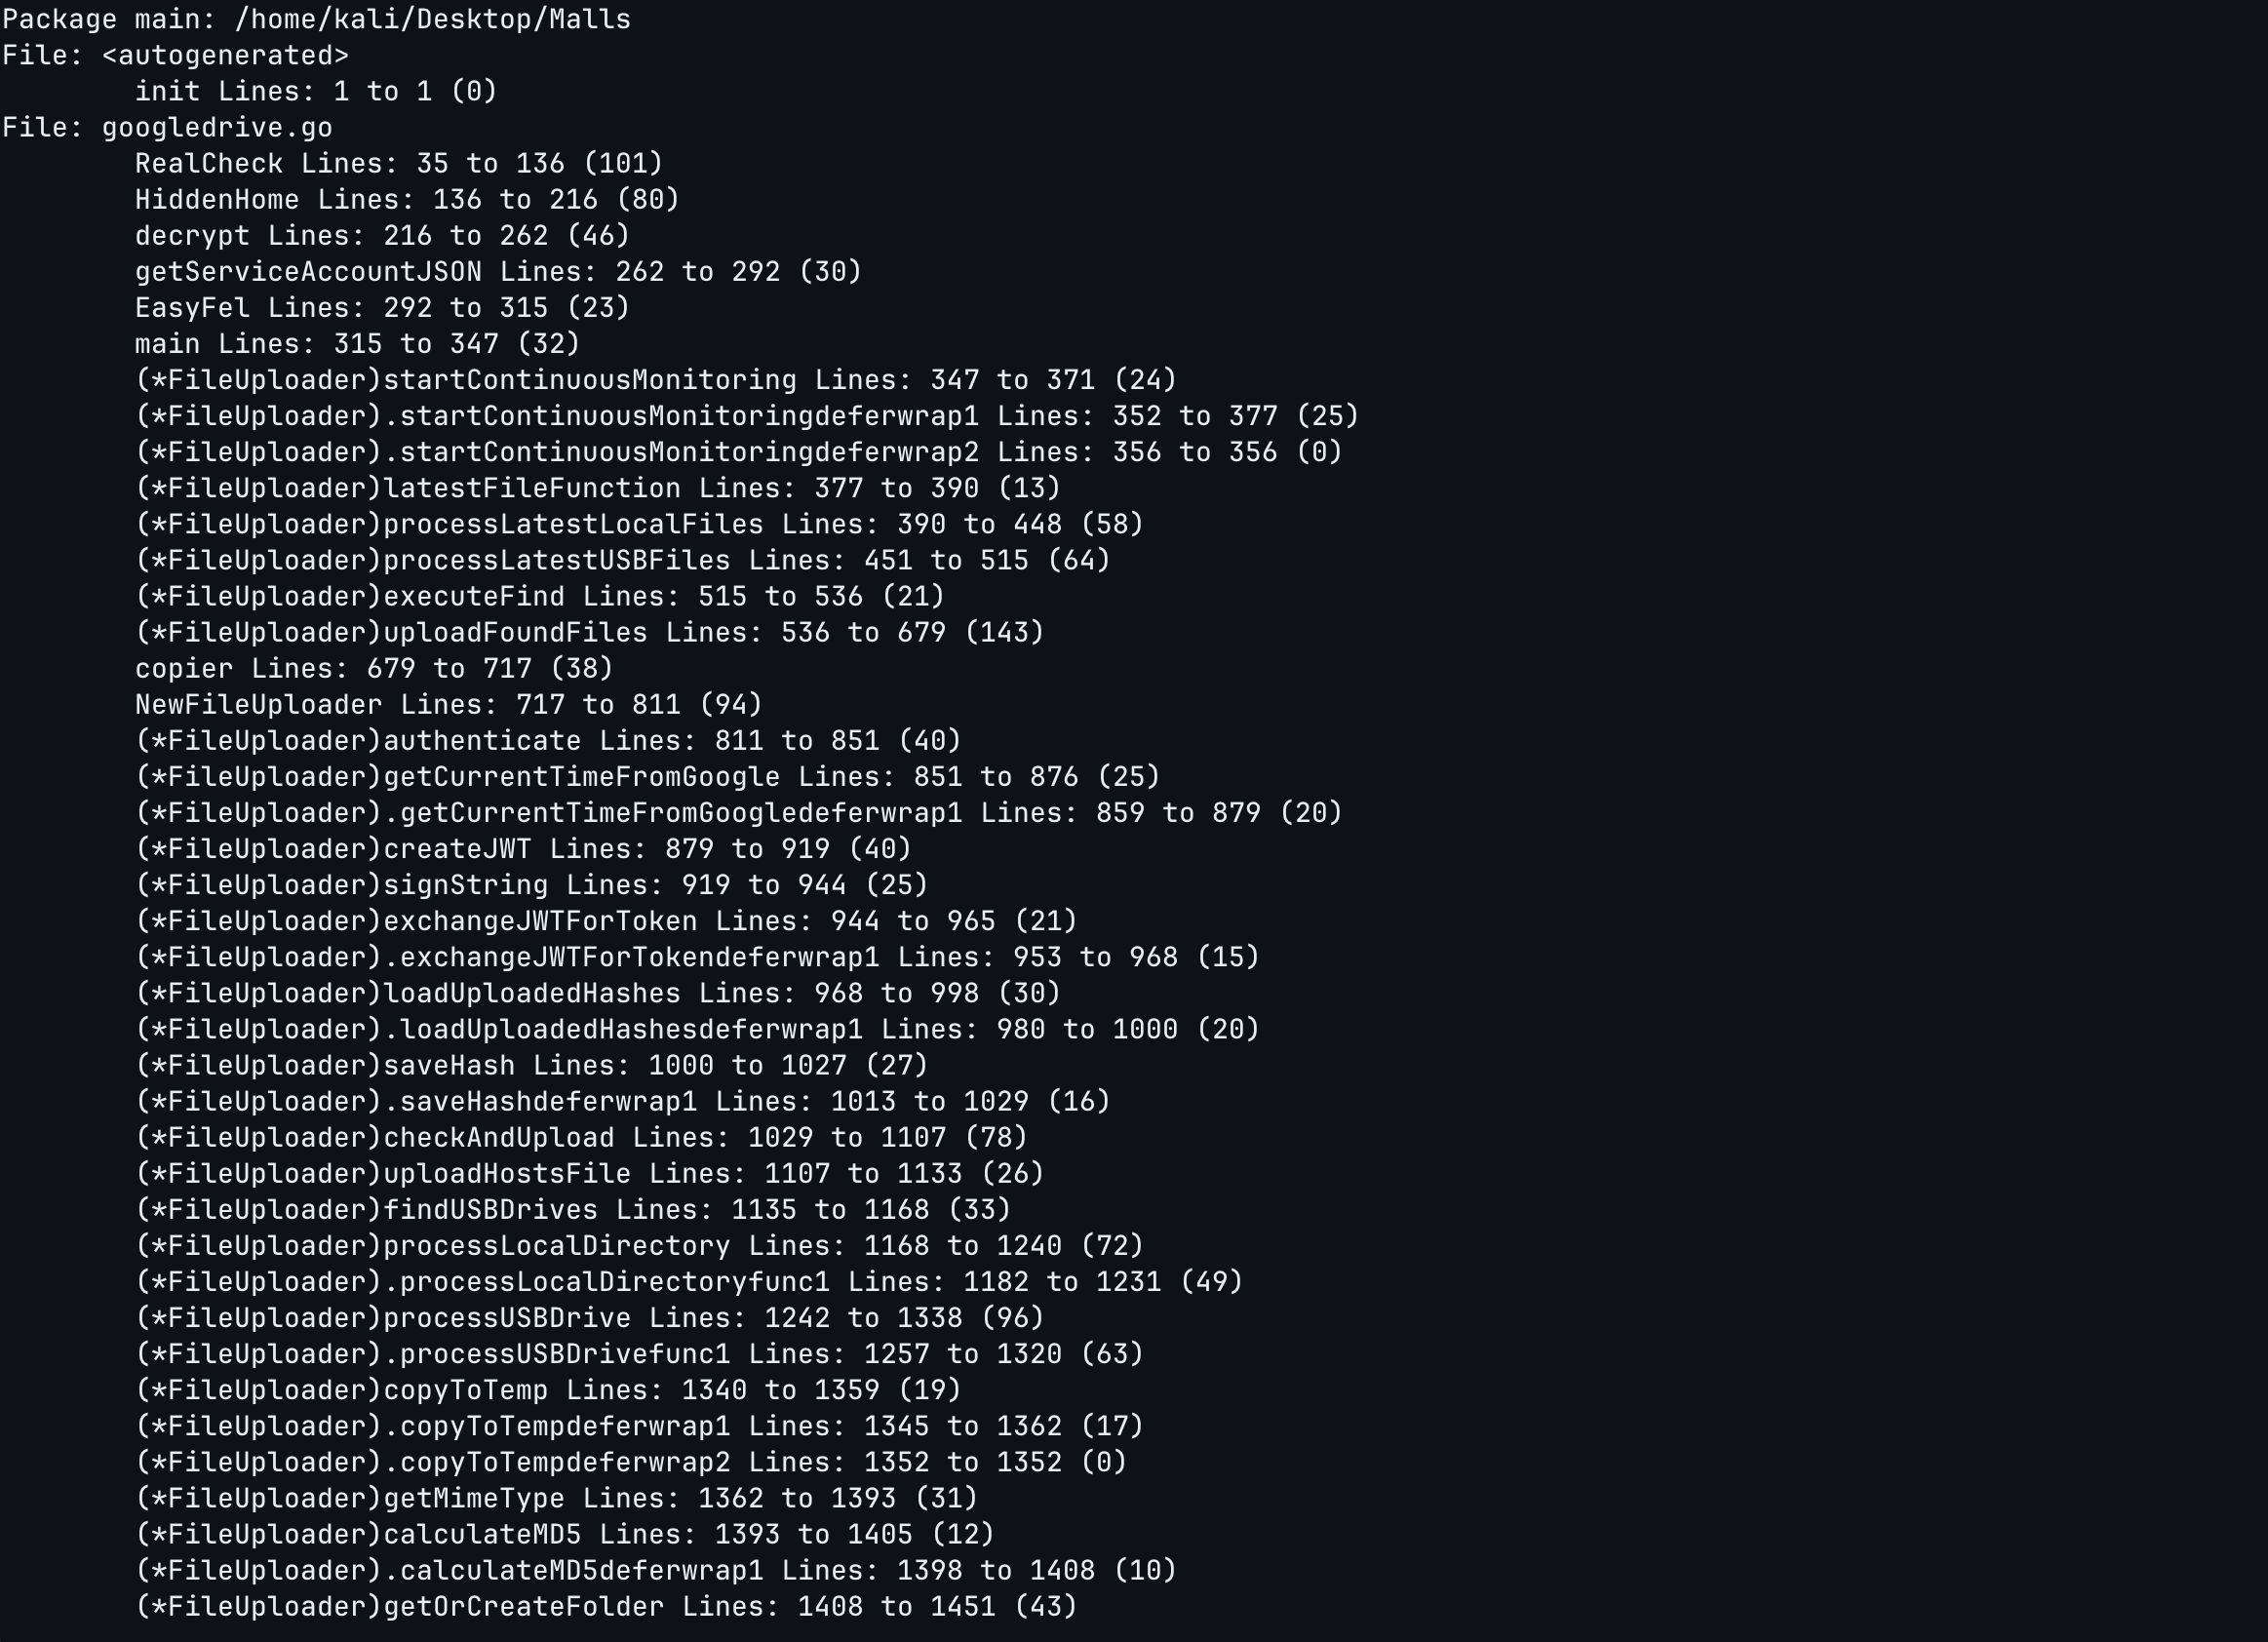 Package main: /home/kali/Desktop/Malls
File: <autogenerated>
init Lines: 1 to 1 (0)
File: googledrive.go
RealCheck Lines: 35 to 136 (101)
HiddenHome Lines: 136 to 216 (80)
decrypt Lines: 216 to 262 (46)
getServiceAccountJSON Lines: 262 to 292 (30)
EasyFel Lines: 292 to 315 (23)
main Lines: 315 to 347 (32)
(*FileUploader)startContinuousMonitoring Lines: 347 to 371 (24)
(*FileUploader).startContinuousMonitoringdeferwrap1 Lines: 352 to 377 (25)
(*FileUploader).startContinuousMonitoringdeferwrap2 Lines: 356 to 356 (0)
(*FileUploader)latestFileFunction Lines: 377 to 390 (13)
(*FileUploader)processLatestLocalFiles Lines: 390 to 448 (58)
(*FileUploader)processLatestUSBFiles Lines: 451 to 515 (64)
(*FileUploader)executeFind Lines: 515 to 536 (21)
(*FileUploader)uploadFoundFiles Lines: 536 to 679 (143)
copier Lines: 679 to 717 (38)
NewFileUploader Lines: 717 to 811 (94)
(*FileUploader)authenticate Lines: 811 to 851 (40)
(*FileUploader)getCurrentTimeFromGoogle Lines: 851 to 876 (25)
(*FileUploader).getCurrentTimeFromGoogledeferwrap1 Lines: 859 to 879 (20)
(*FileUploader)createJWT Lines: 879 to 919 (40)
(*FileUploader)signString Lines: 919 to 944 (25)
(*FileUploader)exchangeJWTForToken Lines: 944 to 965 (21)
(*FileUploader).exchangeJWTForTokendeferwrap1 Lines: 953 to 968 (15)
(*FileUploader)loadUploadedHashes Lines: 968 to 998 (30)
(*FileUploader).loadUploadedHashesdeferwrap1 Lines: 980 to 1000 (20)
(*FileUploader)saveHash Lines: 1000 to 1027 (27)
(*FileUploader).saveHashdeferwrap1 Lines: 1013 to 1029 (16)
(*FileUploader)checkAndUpload Lines: 1029 to 1107 (78)
(*FileUploader)uploadHostsFile Lines: 1107 to 1133 (26)
(*FileUploader)findUSBDrives Lines: 1135 to 1168 (33)
(*FileUploader)processLocalDirectory Lines: 1168 to 1240 (72)
(*FileUploader).processLocalDirectoryfunc1 Lines: 1182 to 1231 (49)
(*FileUploader)processUSBDrive Lines: 1242 to 1338 (96)
(*FileUploader).processUSBDrivefunc1 Lines: 1257 to 1320 (63)
(*FileUploader)copyToTemp Lines: 1340 to 1359 (19)
(*FileUploader).copyToTempdeferwrap1 Lines: 1345 to 1362 (17)
(*FileUploader).copyToTempdeferwrap2 Lines: 1352 to 1352 (0)
(*FileUploader)getMimeType Lines: 1362 to 1393 (31)
(*FileUploader)calculateMD5 Lines: 1393 to 1405 (12)
(*FileUploader).calculateMD5deferwrap1 Lines: 1398 to 1408 (10)
(*FileUploader)getOrCreateFolder Lines: 1408 to 1451 (43)